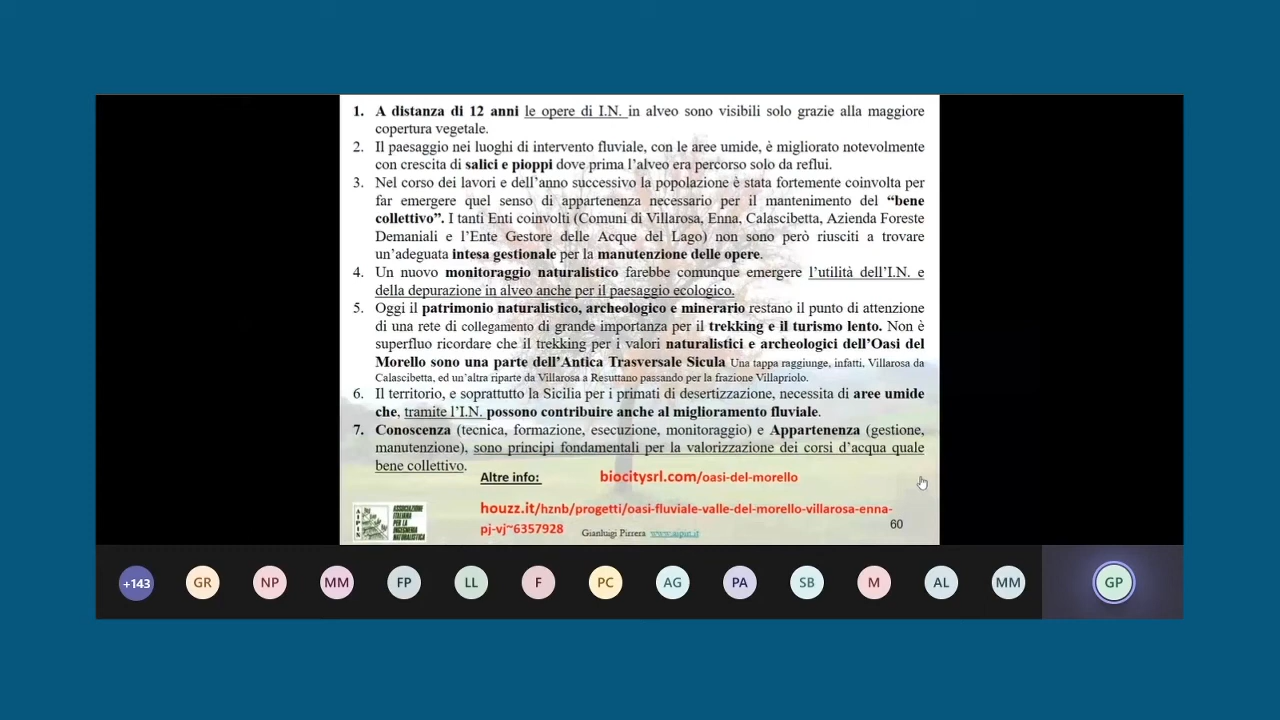 1. A distanza di 12 anni le opere di I.N. in alveo sono visibili solo grazie alla maggiore
copertura vegetale.
2. Il paesaggio nei luoghi di intervento fluviale, con le aree umide, è migliorato notevolmente
con crescita di salici e pioppi dove prima l'alveo era percorso solo da reflui.
3. Nel corso dei lavori e dell'anno successivo la popolazione è stata fortemente coinvolta per
far emergere quel senso di appartenenza necessario per il mantenimento del “bene
collettivo”. I tanti Enti coinvolti (Comuni di Villarosa, Enna, Calascibetta, Azienda Foreste
Demaniali e l'Ente Gestore delle Acque del Lago) non sono però riusciti a trovare
un'adeguata intesa gestionale per la manutenzione delle opere.
4. Un nuovo monitoraggio naturalistico farebbe comunque emergere l'utilità dell'I.N. e
della depurazione in alveo anche per il paesaggio ecologico.
5. Oggi il patrimonio naturalistico, archeologico e minerario restano il punto di attenzione
di una rete di collegamento di grande importanza per il trekking e il turismo lento. Non è
superfluo ricordare che il trekking per i valori naturalistici e archeologici dell'Oasi del
Morello sono una parte dell'Antica Trasversale Sicula Una tappa raggiunge, infatti, Villarosa da
Calascibetta, ed un'altra riparte da Villarosa a Resuttano passando per la frazione Villapriolo.
6. Il territorio, e soprattutto la Sicilia per i primati di desertizzazione, necessita di aree umide
che, tramite l'I.N. possono contribuire anche al miglioramento fluviale.
7. Conoscenza (tecnica, formazione, esecuzione, monitoraggio) e Appartenenza (gestione,
manutenzione), sono principi fondamentali per la valorizzazione dei corsi d'acqua quale
bene collettivo.
Altre info: biocitysrl.com/oasi-del-morello
houzz.it/hznb/progetti/oasi-fluviale-valle-del-morello-villarosa-enna-
pj-vj~6357928
AIPIN
ASSOCIAZIONE
ITALIANA
PER LA
INGEGNERIA
NATURALISTICA
Gianluigi Pirrera www.aipin.it
60
+143 GR NP MM FP LL F PC AG PA SB M AL MM GP